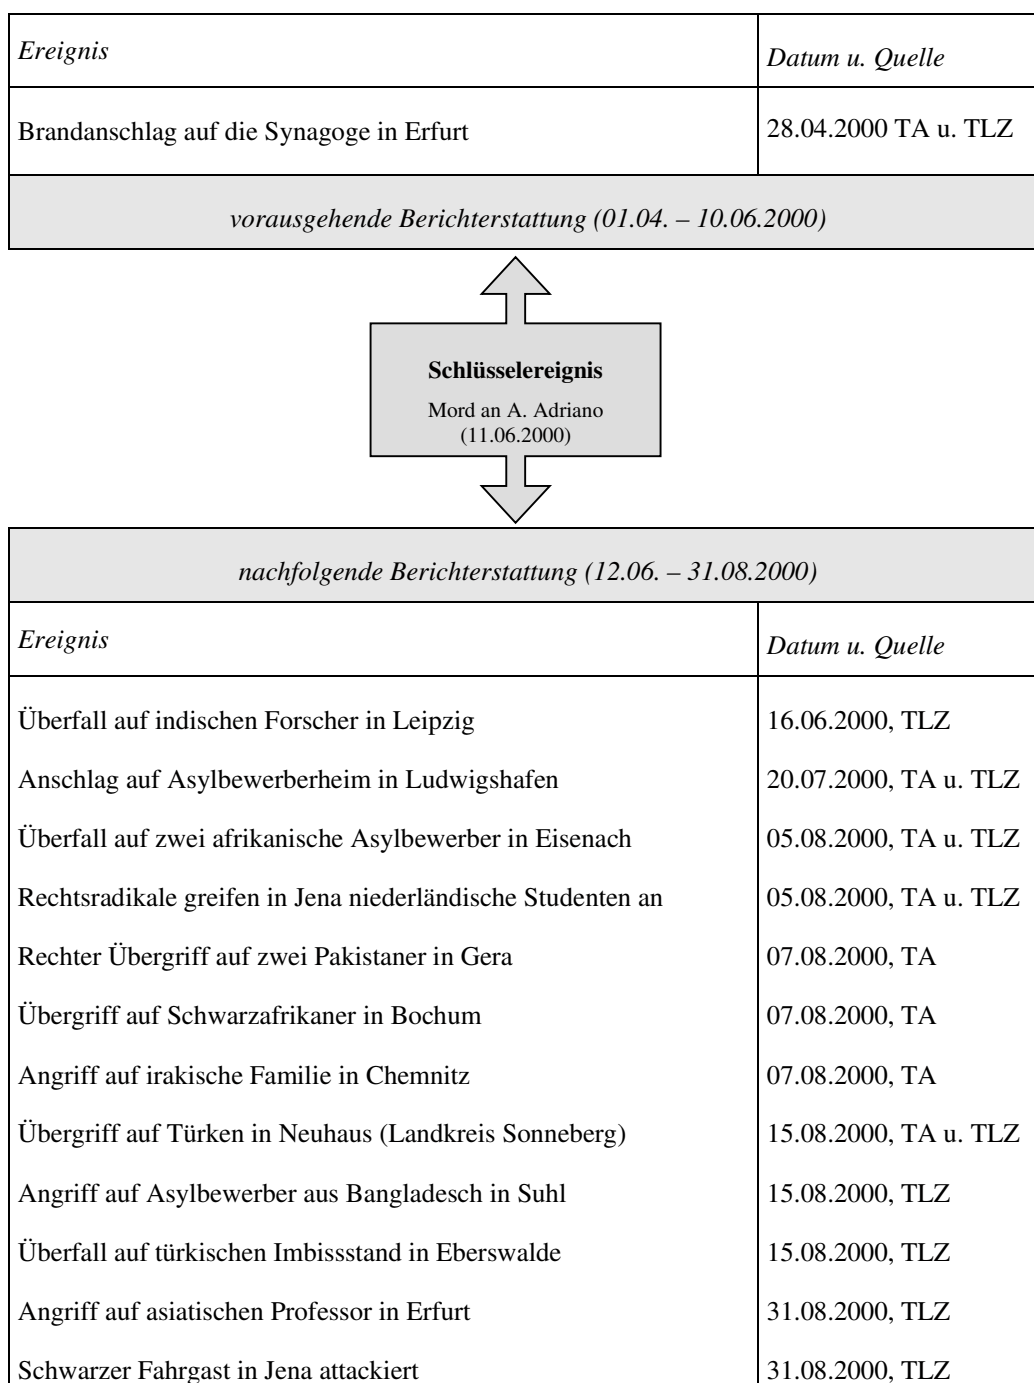 Ereignis Datum u. Quelle
Brandanschlag auf die Synagoge in Erfurt 28.04.2000 TA u. TLZ
vorausgehende Berichterstattung (01.04. – 10.06.2000)
Schlüsselereignis
Mord an A. Adriano
(11.06.2000)
nachfolgende Berichterstattung (12.06. – 31.08.2000)
Ereignis Datum u. Quelle
Überfall auf indischen Forscher in Leipzig 16.06.2000, TLZ
Anschlag auf Asylbewerberheim in Ludwigshafen 20.07.2000, TA u. TLZ
Überfall auf zwei afrikanische Asylbewerber in Eisenach 05.08.2000, TA u. TLZ
Rechtsradikale greifen in Jena niederländische Studenten an 05.08.2000, TA u. TLZ
Rechter Übergriff auf zwei Pakistaner in Gera 07.08.2000, TA
Übergriff auf Schwarzafrikaner in Bochum 07.08.2000, TA
Angriff auf irakische Familie in Chemnitz 07.08.2000, TA
Übergriff auf Türken in Neuhaus (Landkreis Sonneberg) 15.08.2000, TA u. TLZ
Angriff auf Asylbewerber aus Bangladesch in Suhl 15.08.2000, TLZ
Überfall auf türkischen Imbissstand in Eberswalde 15.08.2000, TLZ
Angriff auf asiatischen Professor in Erfurt 31.08.2000, TLZ
Schwarzer Fahrgast in Jena attackiert 31.08.2000, TLZ